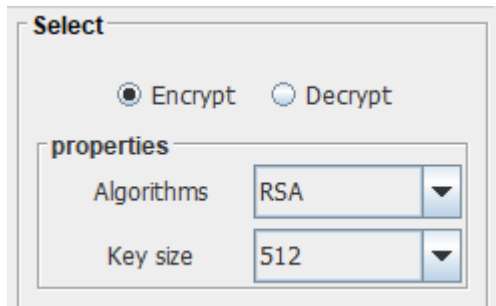 Select
Encrypt Decrypt
properties
Algorithms RSA
Key size 512